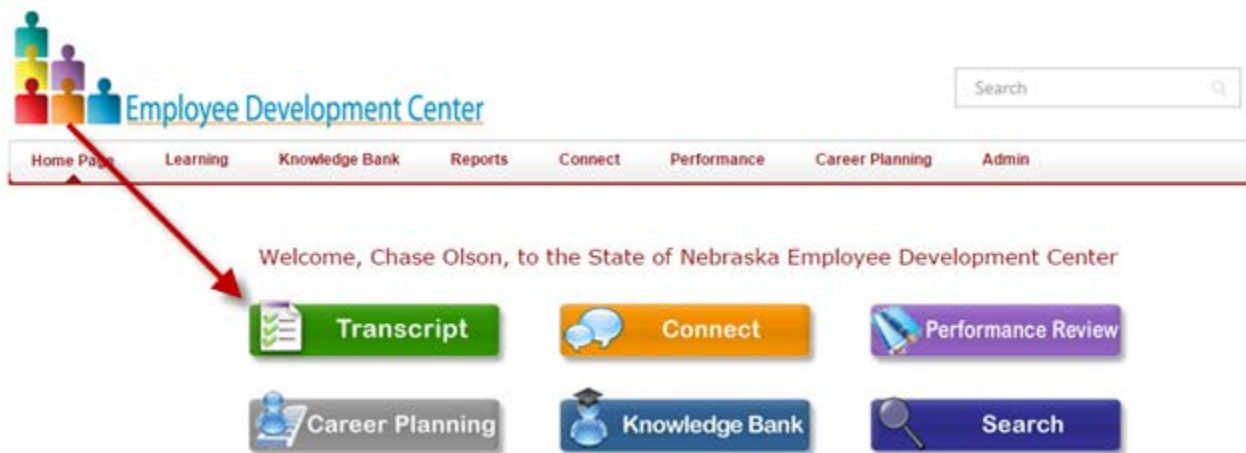 Employee Development Center
Search
Home Page Learning Knowledge Bank Reports Connect Performance Career Planning Admin
Welcome, Chase Olson, to the State of Nebraska Employee Development Center
Transcript Connect Performance Review
Career Planning Knowledge Bank Search